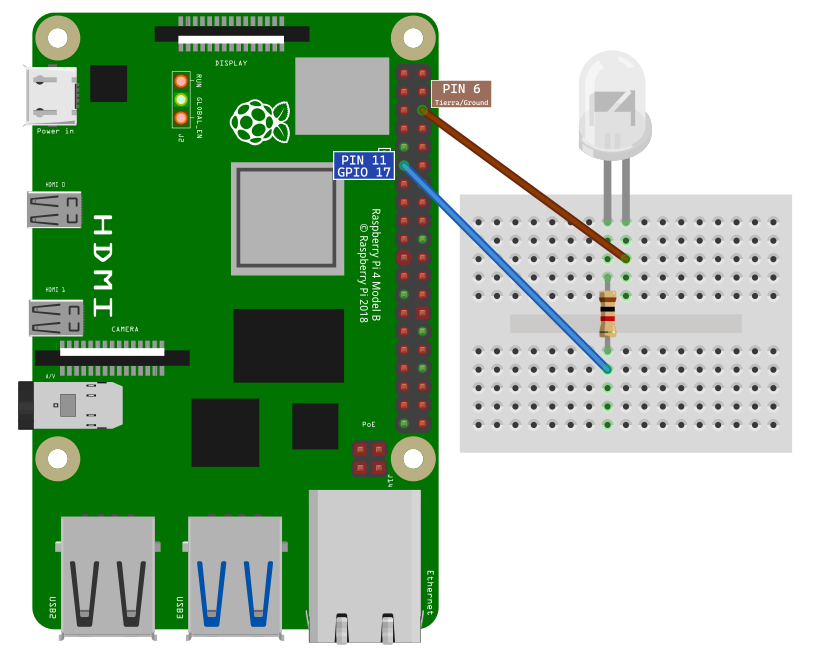 DISPLAY
RUN
GLOBAL_EN
J2
Power in
PIN 6
Tierra/Ground
PIN 11
GPIO 17
HDMI 0
HDMI
Raspberry Pi 4 Model B
© Raspberry Pi 2018
HDMI 1
CAMERA
A/V
PoE
J14
USB2
USB3
Ethernet